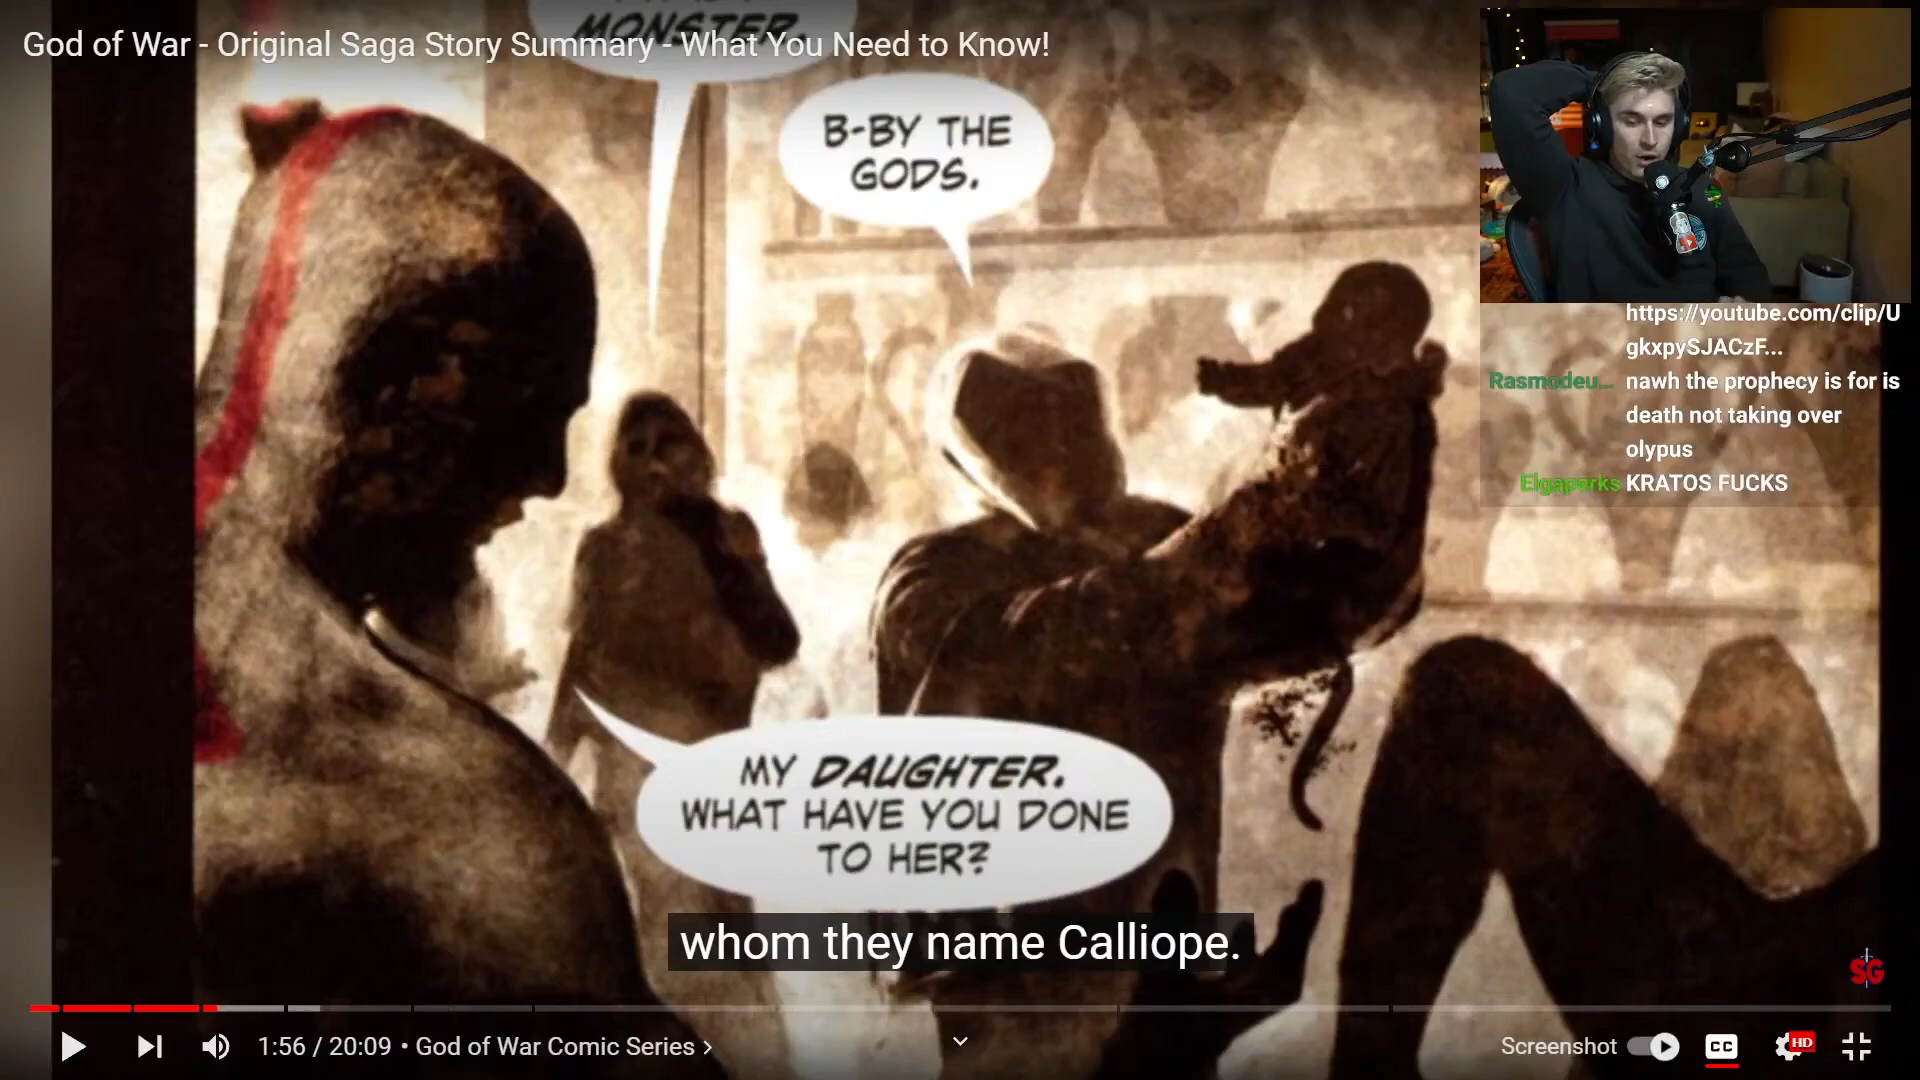 God of War - Original Saga Story Summary - What You Need to Know!
MONSTER.
B-BY THE
GODS.
https://youtube.com/clip/U
gkxpySJACzF...
Rasmodeu... nawh the prophecy is for is
death not taking over
olypus
Elgaperks KRATOS FUCKS
MY DAUGHTER.
WHAT HAVE YOU DONE
TO HER?
whom they name Calliope.
SG
1:56 / 20:09 • God of War Comic Series >
Screenshot
CC
HD